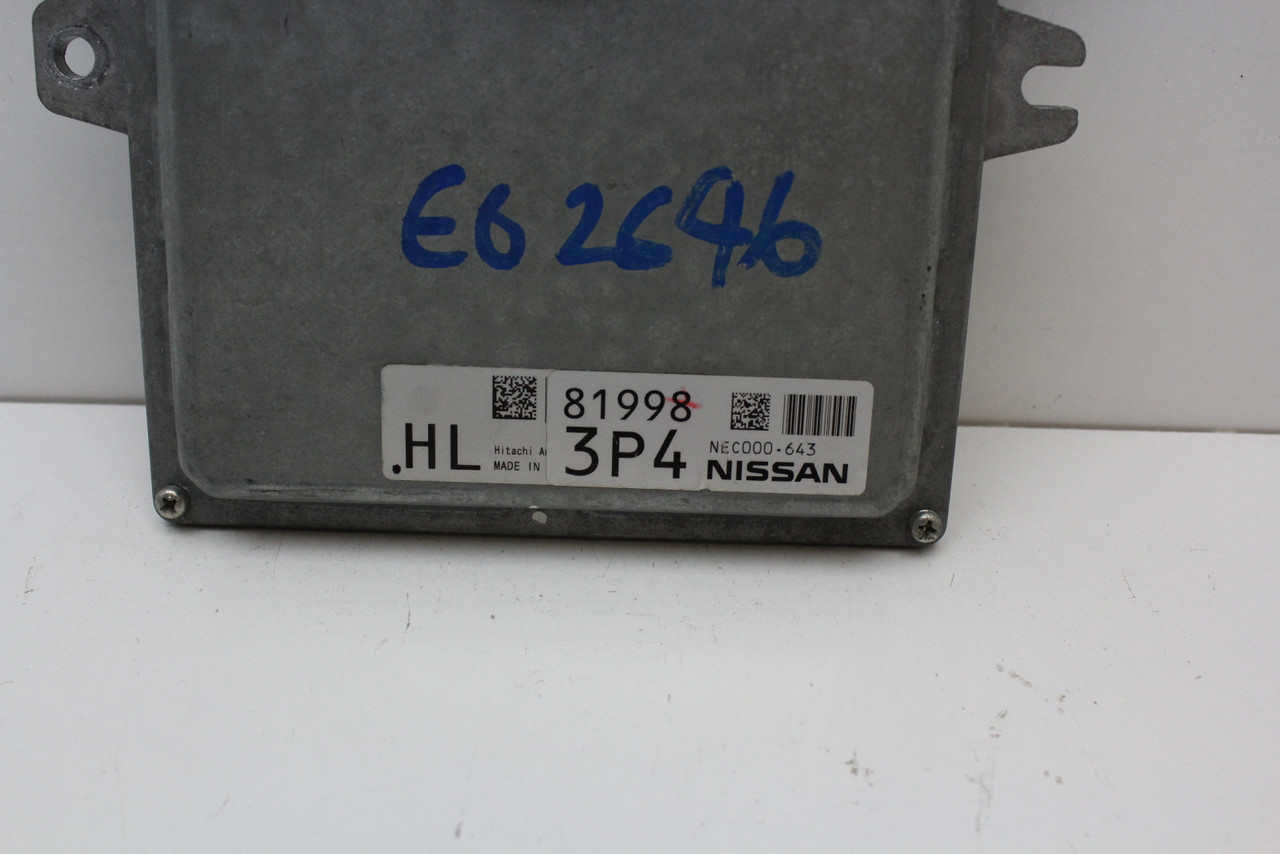 E6 2646
81998
.HL Hitachi A 3P4 NEC000-643
MADE IN NISSAN